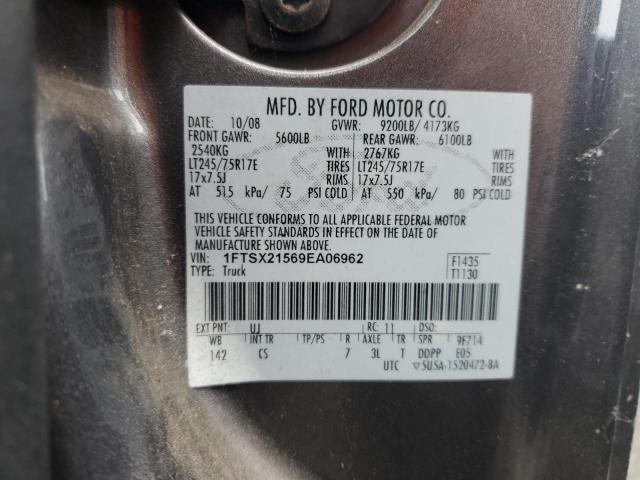 MFD. BY FORD MOTOR CO.
DATE: 10/08 GVWR: 9200LB/ 4173KG
FRONT GAWR: 5600LB REAR GAWR: 6100LB
2540KG WITH 2767KG WITH
LT245/75R17E TIRES LT245/75R17E TIRES
17x7.5J RIMS 17x7.5J RIMS
AT 515 kPa/ 75 PSI COLD AT 550 kPa/ 80 PSI COLD
THIS VEHICLE CONFORMS TO ALL APPLICABLE FEDERAL MOTOR
VEHICLE SAFETY STANDARDS IN EFFECT ON THE DATE OF
MANUFACTURE SHOWN ABOVE.
VIN: 1FTSX21569EA06962 F1435
TYPE: Truck T1130
EXT PNT: UJ RC: 11 DSO:
WB INT TR TP/PS R AXLE TR SPR 9F714
142 CS 7 3L T DDPP E05
UTC ▽5U5A-1520472-BA